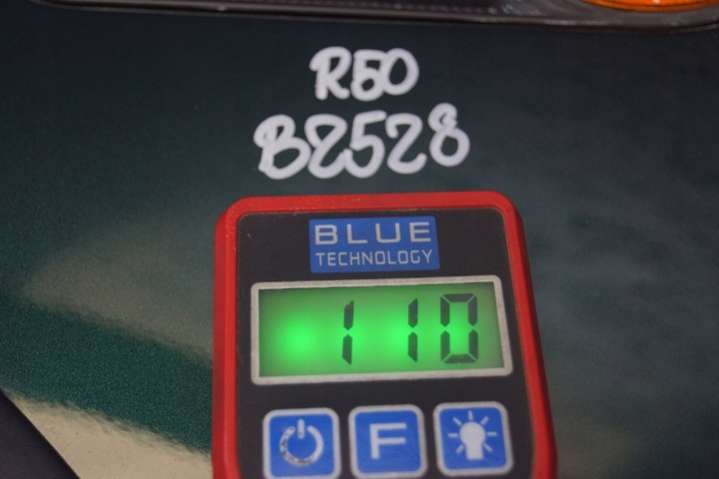 R50
B2528
BLUE
TECHNOLOGY
110
F